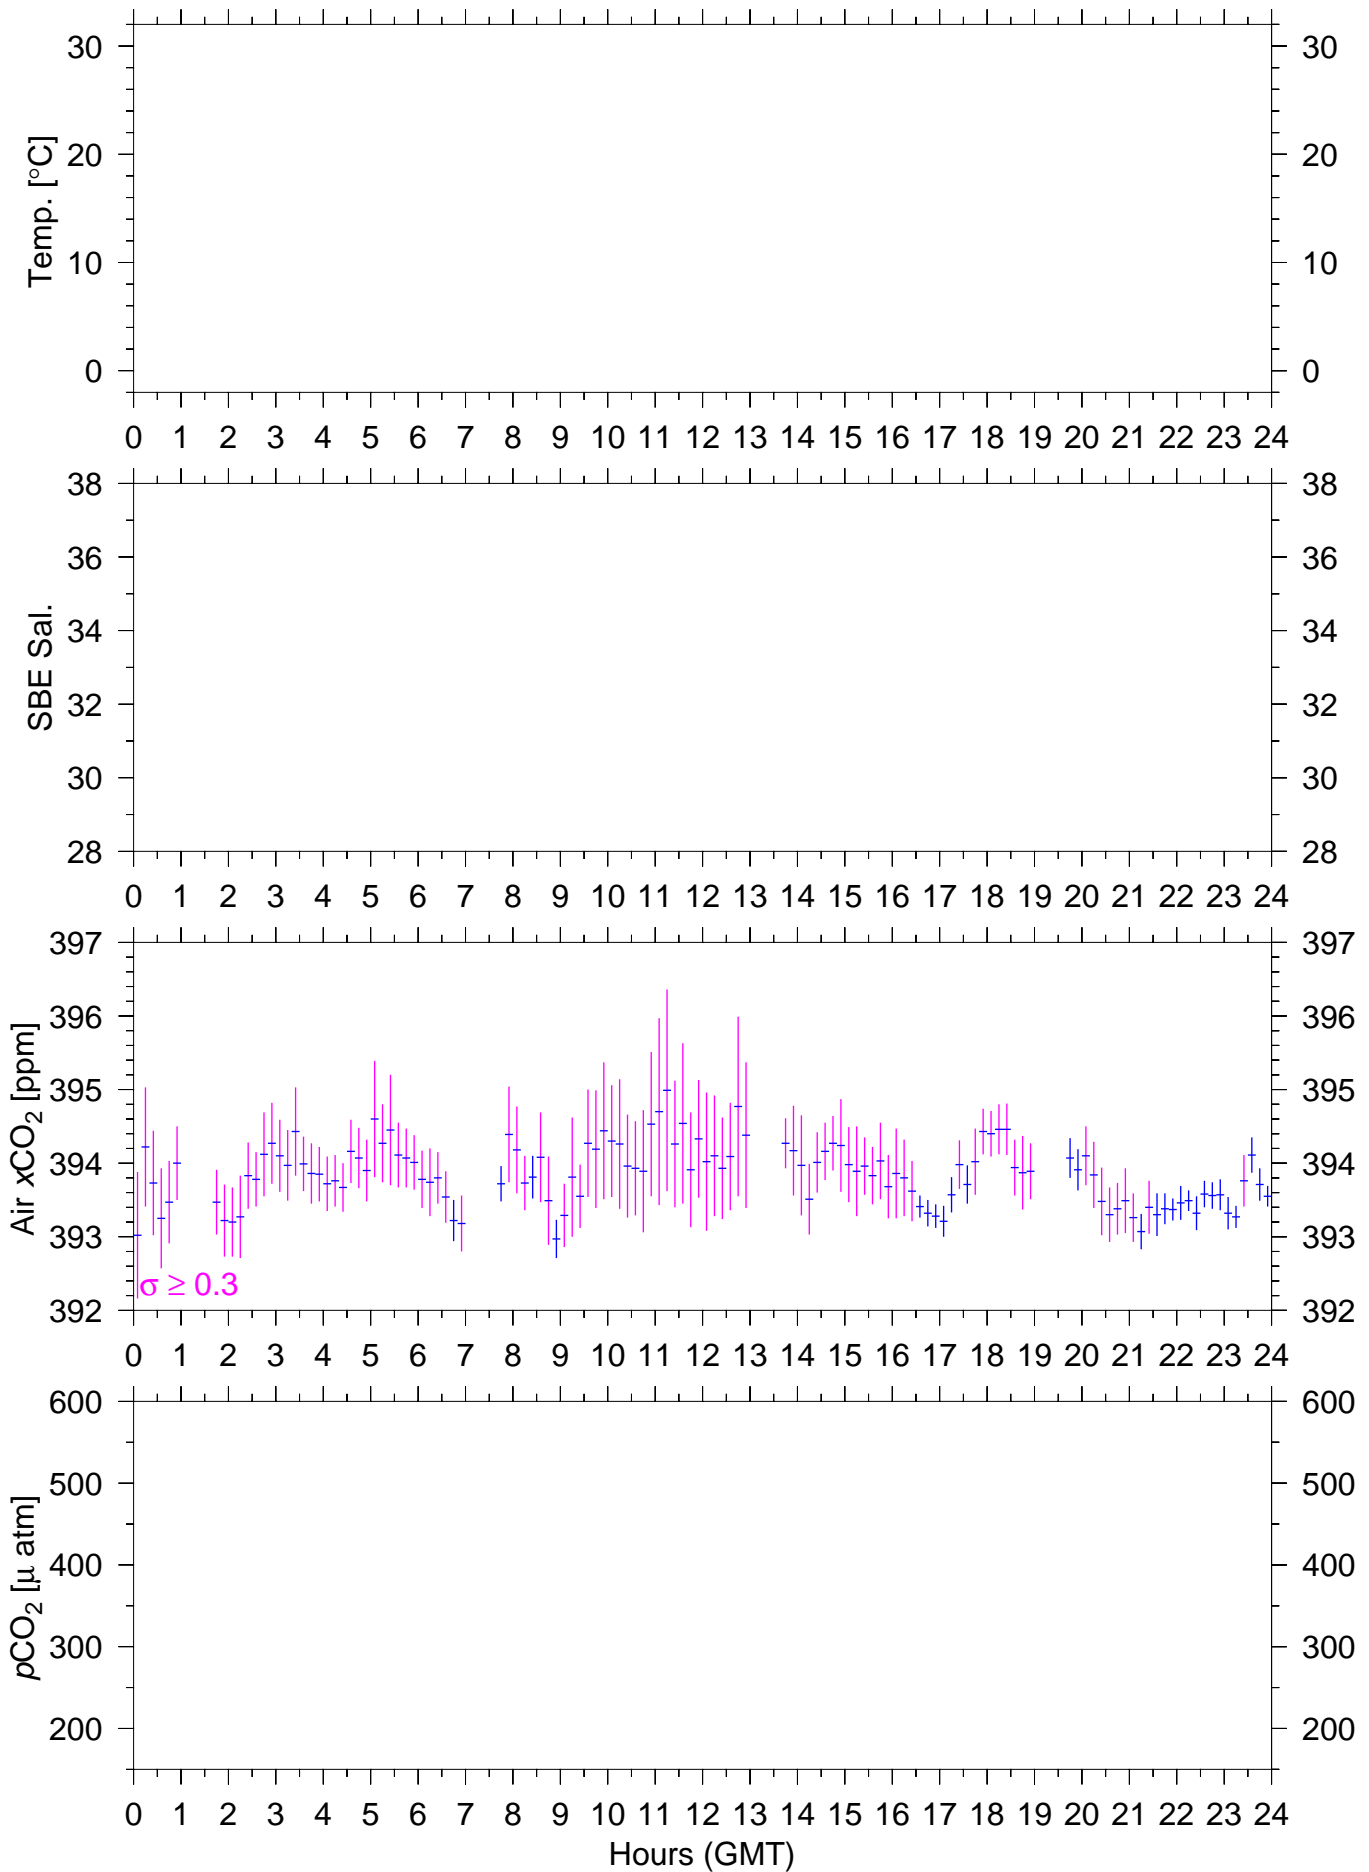 30 30
20 20
10 10
0 0
Temp. [°C]
0 1 2 3 4 5 6 7 8 9 10 11 12 13 14 15 16 17 18 19 20 21 22 23 24
38 38
36 36
34 34
32 32
30 30
28 28
SBE Sal.
0 1 2 3 4 5 6 7 8 9 10 11 12 13 14 15 16 17 18 19 20 21 22 23 24
397 397
396 396
395 395
394 394
393 393
392 392
Air xCO₂ [ppm]
σ ≥ 0.3
0 1 2 3 4 5 6 7 8 9 10 11 12 13 14 15 16 17 18 19 20 21 22 23 24
600 600
500 500
400 400
300 300
200 200
pCO₂ [μ atm]
0 1 2 3 4 5 6 7 8 9 10 11 12 13 14 15 16 17 18 19 20 21 22 23 24
Hours (GMT)